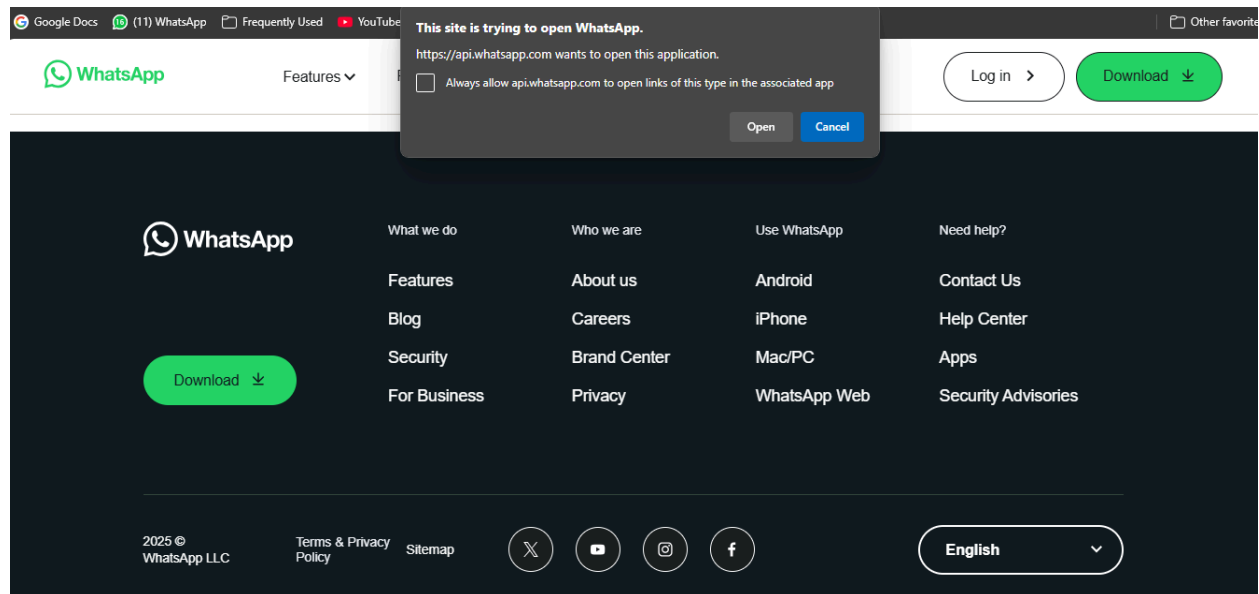 Google Docs
16
(11) WhatsApp
Frequently Used
YouTube
Other favorite
This site is trying to open WhatsApp.
https://api.whatsapp.com wants to open this application.
Always allow api.whatsapp.com to open links of this type in the associated app
Open
Cancel
WhatsApp
Features
Log in
Download
WhatsApp
Download
What we do
Features
Blog
Security
For Business
Who we are
About us
Careers
Brand Center
Privacy
Use WhatsApp
Android
iPhone
Mac/PC
WhatsApp Web
Need help?
Contact Us
Help Center
Apps
Security Advisories
2025 ©
WhatsApp LLC
Terms & Privacy
Policy
Sitemap
English